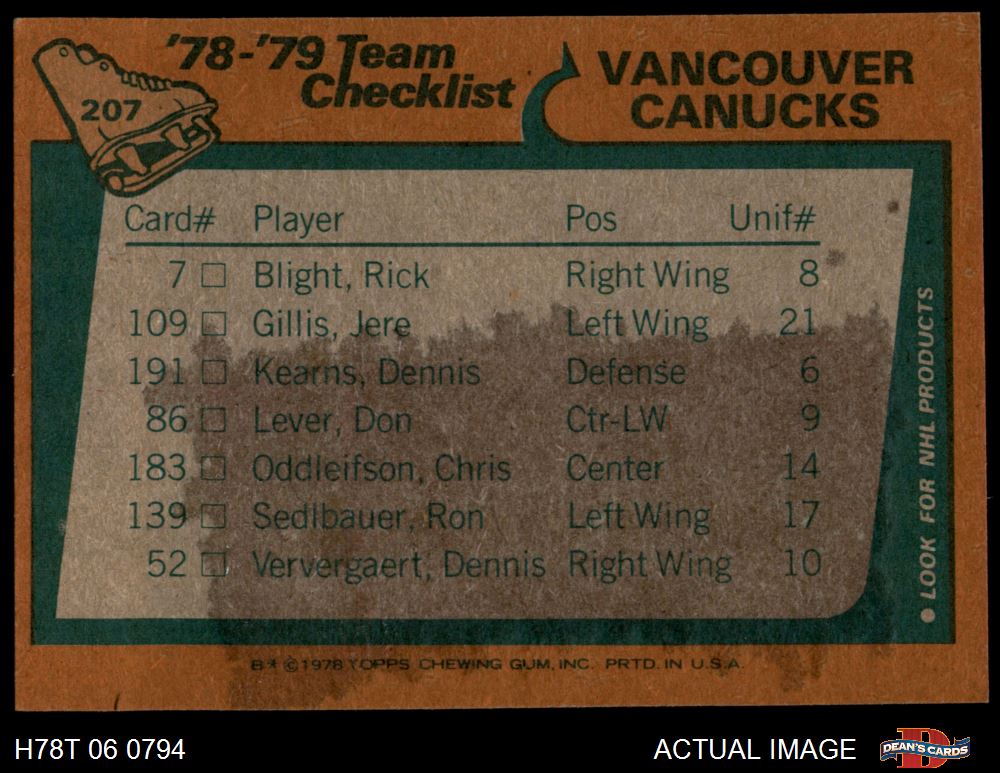 207
'78-'79 Team
Checklist
VANCOUVER
CANUCKS
Card# Player Pos Unif#
7 □ Blight, Rick Right Wing 8
109 □ Gillis, Jere Left Wing 21
191 □ Kearns, Dennis Defense 6
86 □ Lever, Don Ctr-LW 9
183 □ Oddleifson, Chris Center 14
139 □ Sedlbauer, Ron Left Wing 17
52 □ Ververgaert, Dennis Right Wing 10
● LOOK FOR NHL PRODUCTS
B* ©1978 TOPPS CHEWING GUM, INC. PRTD. IN U.S.A.
H78T 06 0794
ACTUAL IMAGE
D
DEAN'S CARDS